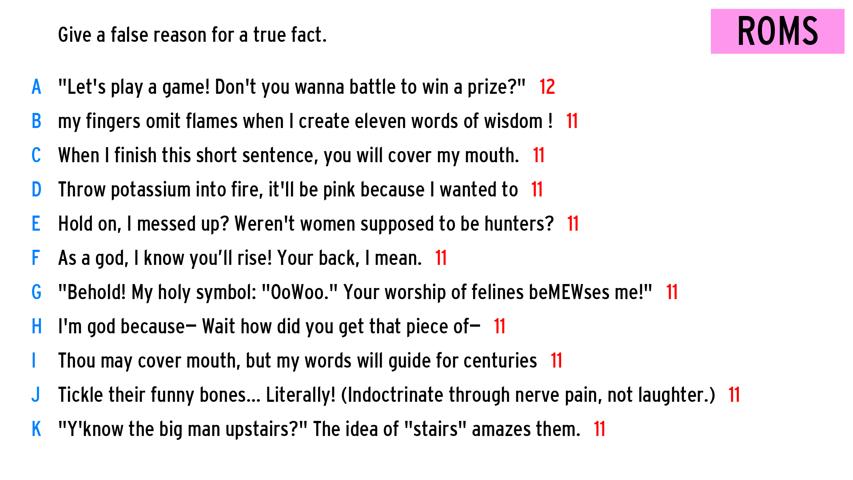 Give a false reason for a true fact.
ROMS
A "Let's play a game! Don't you wanna battle to win a prize?" 12
B my fingers omit flames when I create eleven words of wisdom ! 11
C When I finish this short sentence, you will cover my mouth. 11
D Throw potassium into fire, it'll be pink because I wanted to 11
E Hold on, I messed up? Weren't women supposed to be hunters? 11
F As a god, I know you'll rise! Your back, I mean. 11
G "Behold! My holy symbol: "OoWoo." Your worship of felines beMEWses me!" 11
H I'm god because— Wait how did you get that piece of— 11
I Thou may cover mouth, but my words will guide for centuries 11
J Tickle their funny bones... Literally! (Indoctrinate through nerve pain, not laughter.) 11
K "Y'know the big man upstairs?" The idea of "stairs" amazes them. 11